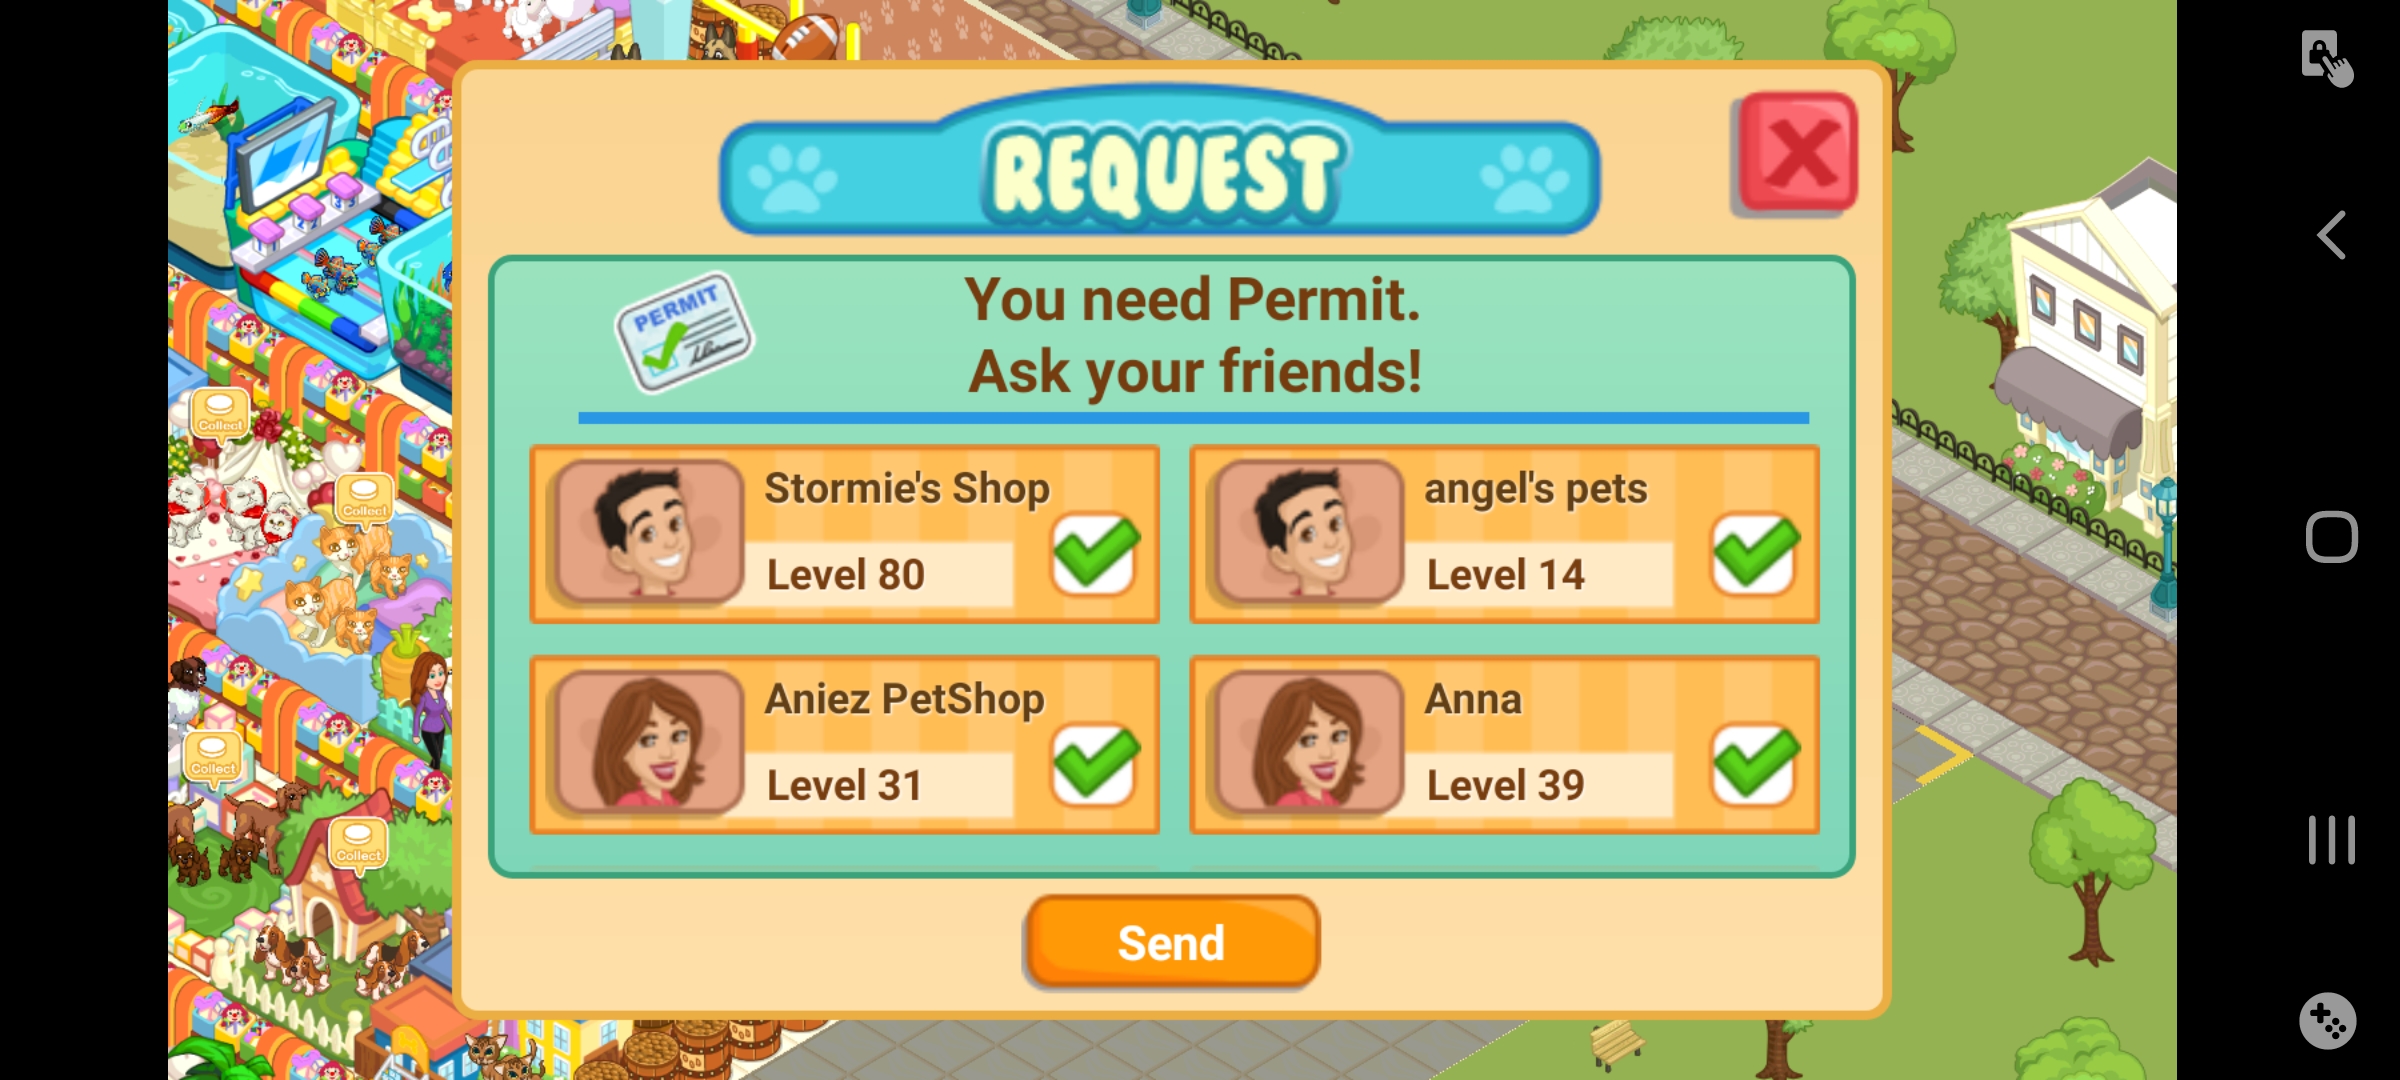 REQUEST
PERMIT
You need Permit.
Ask your friends!
Stormie's Shop
Level 80
angel's pets
Level 14
Aniez PetShop
Level 31
Anna
Level 39
Send
Collect
Collect
Collect
Collect